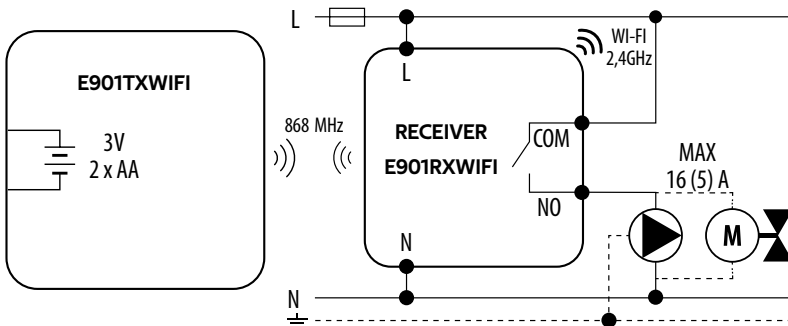 E901TXWIFI
3V
2 x AA
868 MHz
L
L
RECEIVER
E901RXWIFI
COM
NO
N
WI-FI
2,4GHz
MAX
16 (5) A
M
N